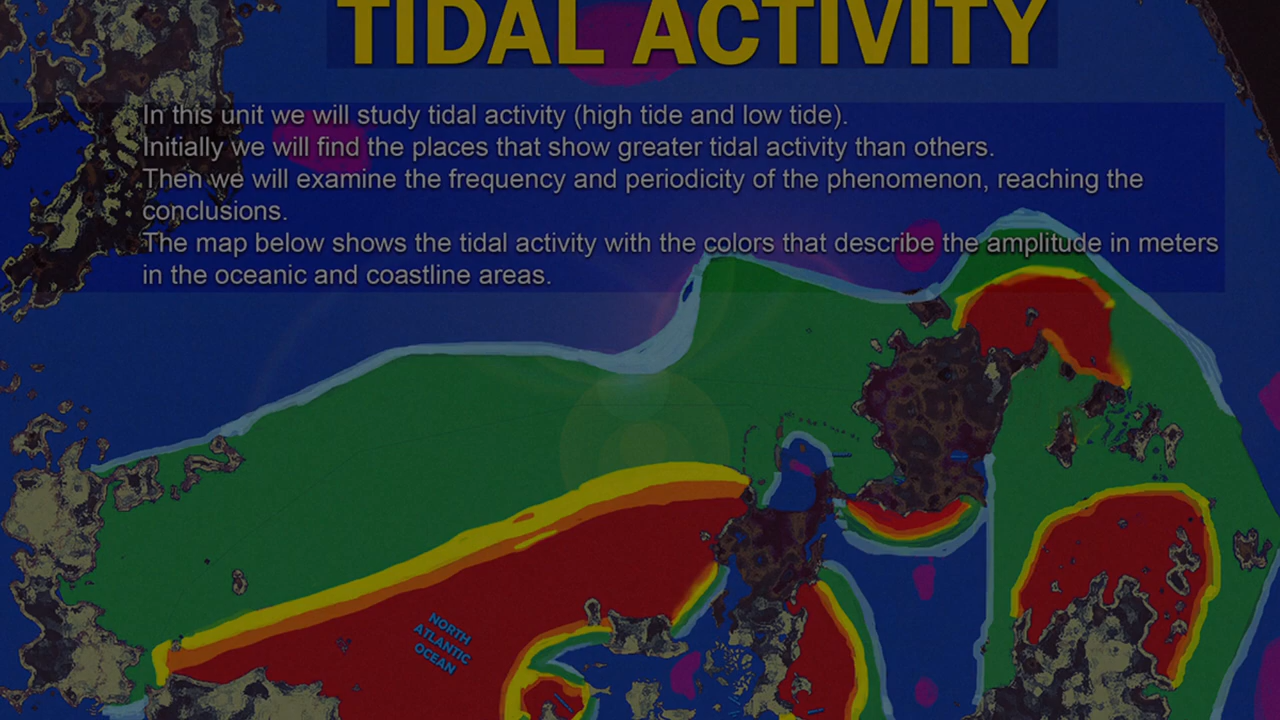 TIDAL ACTIVITY
In this unit we will study tidal activity (high tide and low tide).
Initially we will find the places that show greater tidal activity than others.
Then we will examine the frequency and periodicity of the phenomenon, reaching the
conclusions.
The map below shows the tidal activity with the colors that describe the amplitude in meters
in the oceanic and coastline areas.
NORTH
ATLANTIC
OCEAN